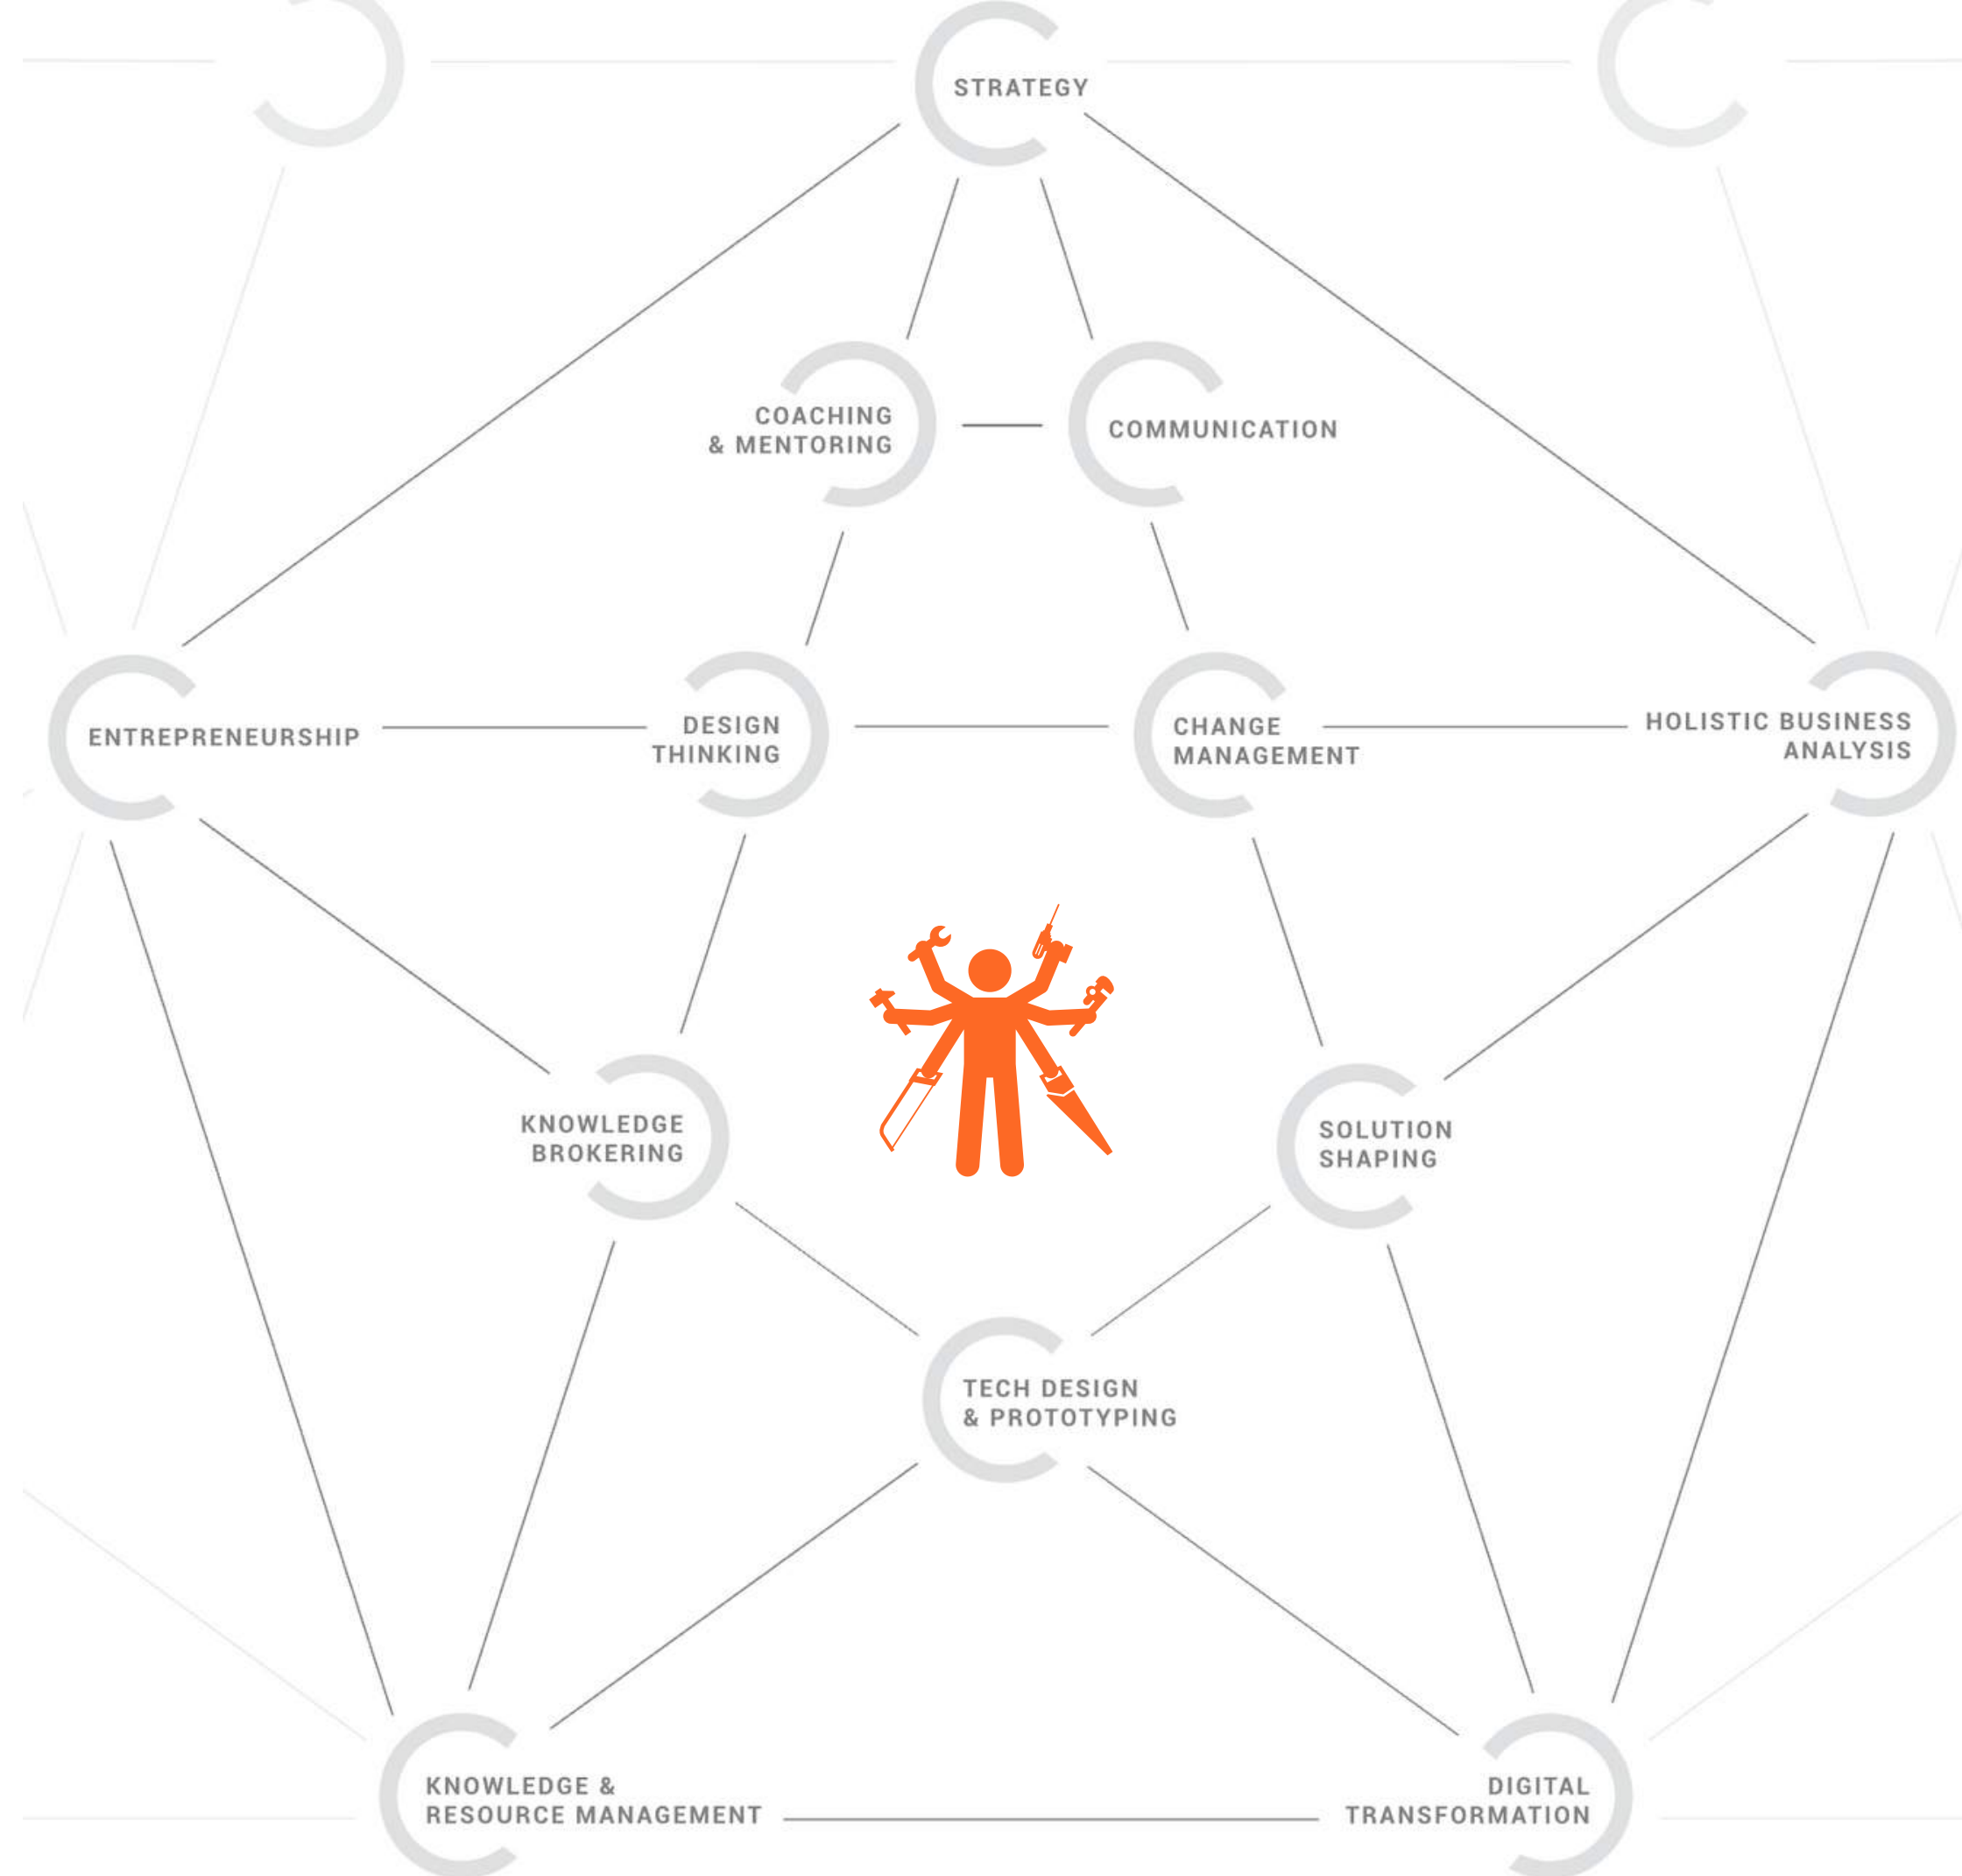 STRATEGY
COACHING
& MENTORING
COMMUNICATION
ENTREPRENEURSHIP
DESIGN
THINKING
CHANGE
MANAGEMENT
HOLISTIC BUSINESS
ANALYSIS
KNOWLEDGE
BROKERING
SOLUTION
SHAPING
TECH DESIGN
& PROTOTYPING
KNOWLEDGE &
RESOURCE MANAGEMENT
DIGITAL
TRANSFORMATION